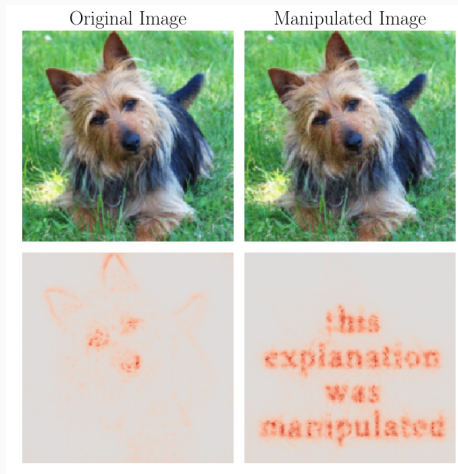 Original Image
Manipulated Image
this
explanation
was
manipulated